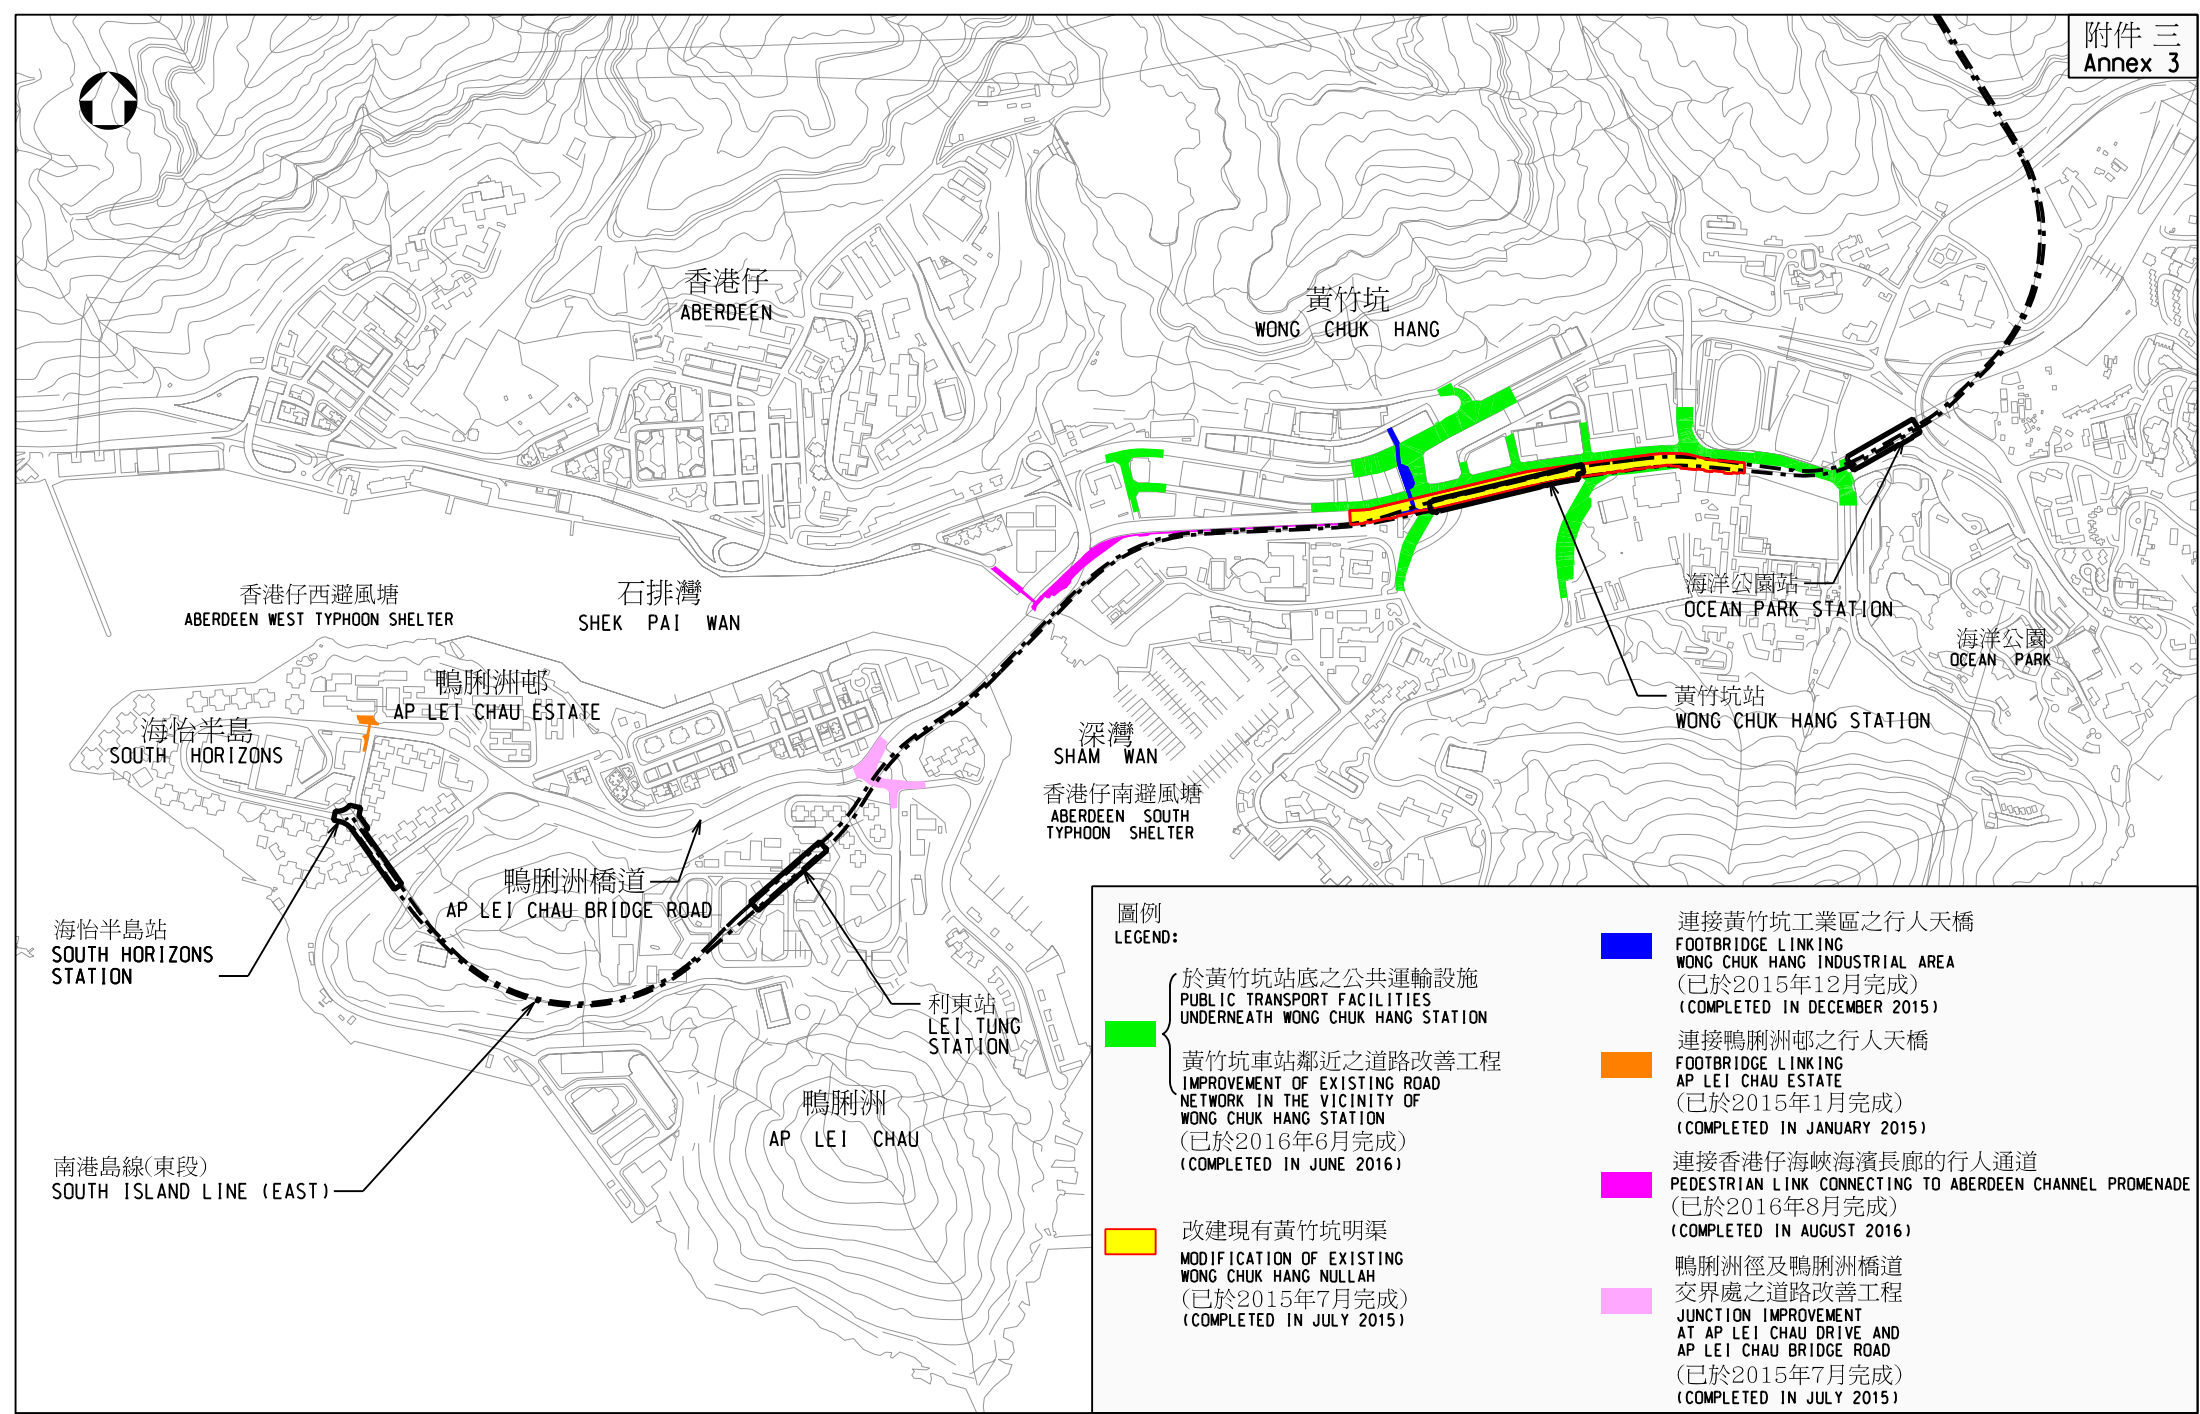 附件 三
Annex 3
香港仔
ABERDEEN
黃竹坑
WONG CHUK HANG
香港仔西避風塘
ABERDEEN WEST TYPHOON SHELTER
石排灣
SHEK PAI WAN
海洋公園站
OCEAN PARK STATION
海洋公園
OCEAN PARK
鴨脷洲邨
AP LEI CHAU ESTATE
海怡半島
SOUTH HORIZONS
黃竹坑站
WONG CHUK HANG STATION
深灣
SHAM WAN
香港仔南避風塘
ABERDEEN SOUTH
TYPHOON SHELTER
鴨脷洲橋道
AP LEI CHAU BRIDGE ROAD
海怡半島站
SOUTH HORIZONS
STATION
利東站
LEI TUNG
STATION
鴨脷洲
AP LEI CHAU
南港島線(東段)
SOUTH ISLAND LINE (EAST)
圖例
LEGEND:
於黃竹坑站底之公共運輸設施
PUBLIC TRANSPORT FACILITIES
UNDERNEATH WONG CHUK HANG STATION
黃竹坑車站鄰近之道路改善工程
IMPROVEMENT OF EXISTING ROAD
NETWORK IN THE VICINITY OF
WONG CHUK HANG STATION
(已於2016年6月完成)
(COMPLETED IN JUNE 2016)
改建現有黃竹坑明渠
MODIFICATION OF EXISTING
WONG CHUK HANG NULLAH
(已於2015年7月完成)
(COMPLETED IN JULY 2015)
連接黃竹坑工業區之行人天橋
FOOTBRIDGE LINKING
WONG CHUK HANG INDUSTRIAL AREA
(已於2015年12月完成)
(COMPLETED IN DECEMBER 2015)
連接鴨脷洲邨之行人天橋
FOOTBRIDGE LINKING
AP LEI CHAU ESTATE
(已於2015年1月完成)
(COMPLETED IN JANUARY 2015)
連接香港仔海峽海濱長廊的行人通道
PEDESTRIAN LINK CONNECTING TO ABERDEEN CHANNEL PROMENADE
(已於2016年8月完成)
(COMPLETED IN AUGUST 2016)
鴨脷洲徑及鴨脷洲橋道
交界處之道路改善工程
JUNCTION IMPROVEMENT
AT AP LEI CHAU DRIVE AND
AP LEI CHAU BRIDGE ROAD
(已於2015年7月完成)
(COMPLETED IN JULY 2015)